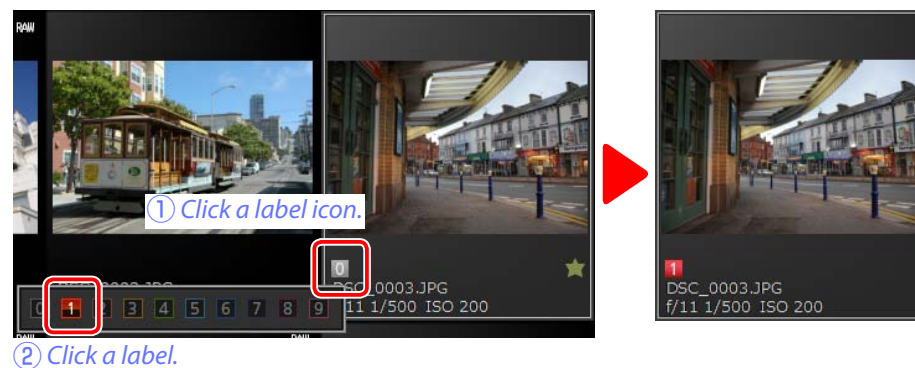 RAW
① Click a label icon.
0
DSC_0003.JPG
f/11 1/500 ISO 200
0 1 2 3 4 5 6 7 8 9
② Click a label.
1
DSC_0003.JPG
f/11 1/500 ISO 200